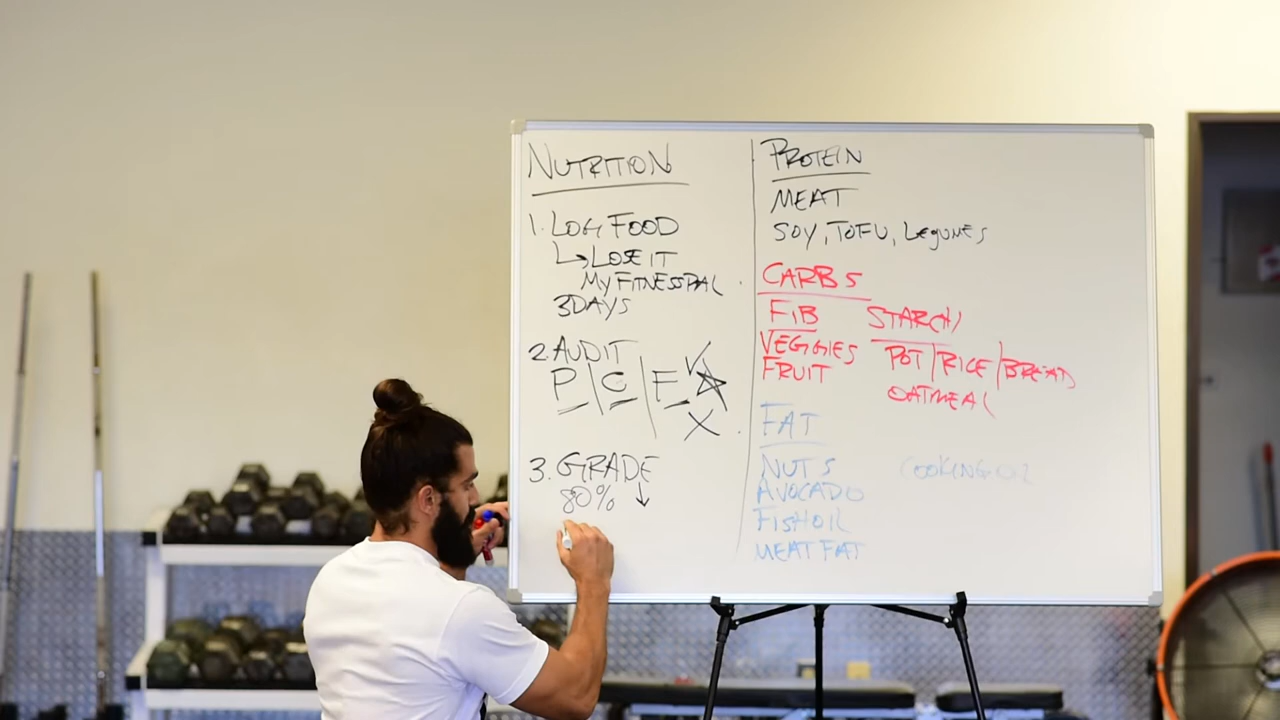 NUTRITION
1. LOG FOOD
↳ LOSE IT
MYFITNESSPAL
3 DAYS
2. AUDIT
P | C | F
X
3. GRADE
80% ↓
PROTEIN
MEAT
SOY, TOFU, LEGUMES
CARBS
FIB STARCH
VEGGIES POT | RICE | BREAD
FRUIT OATMEAL
FAT
NUTS COOKING OIL
AVOCADO
FISH OIL
MEAT FAT